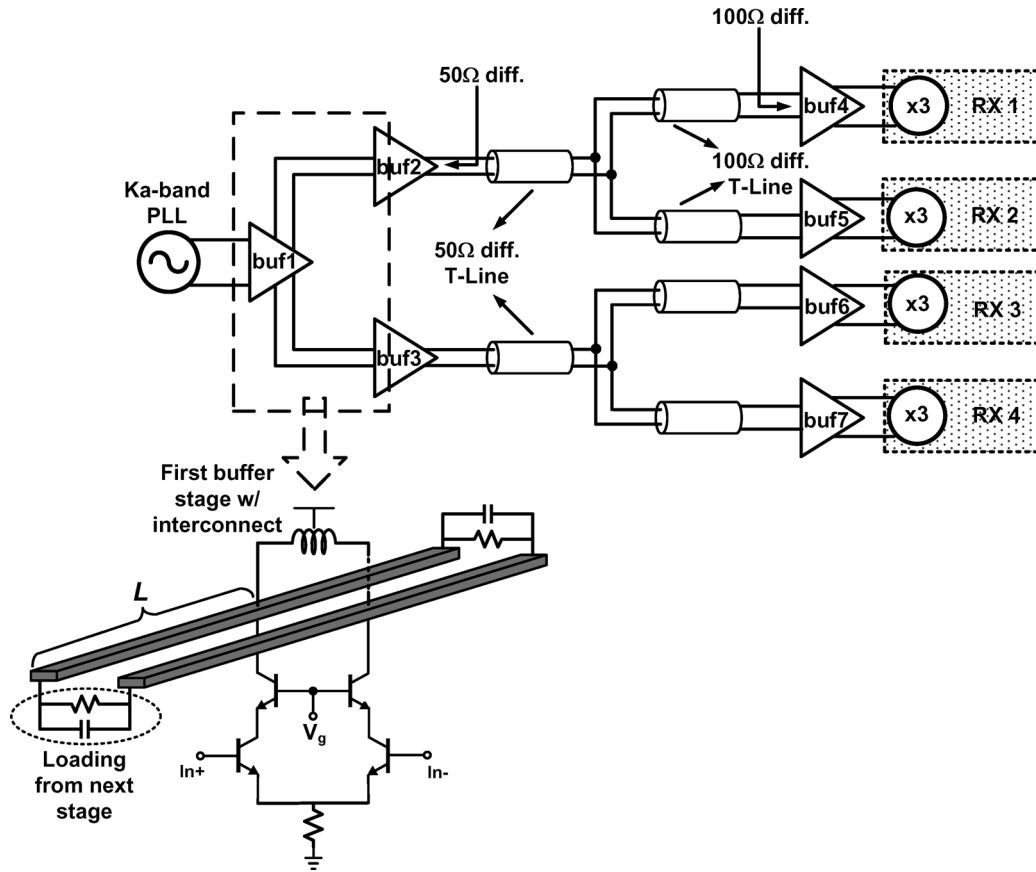 100Ω diff.
50Ω diff.
buf4
x3
RX 1
buf2
100Ω diff.
T-Line
Ka-band
PLL
buf1
50Ω diff.
T-Line
buf5
x3
RX 2
buf6
x3
RX 3
buf3
buf7
x3
RX 4
First buffer
stage w/
interconnect
L
Vg
In+
In-
Loading
from next
stage